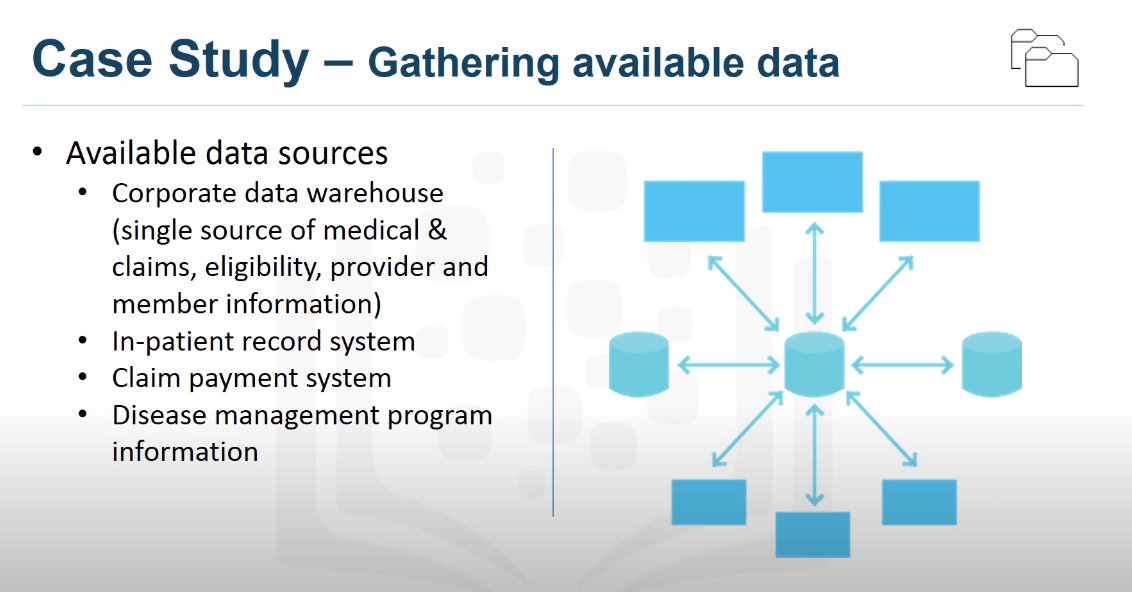 Case Study – Gathering available data
• Available data sources
• Corporate data warehouse
(single source of medical &
claims, eligibility, provider and
member information)
• In-patient record system
• Claim payment system
• Disease management program
information